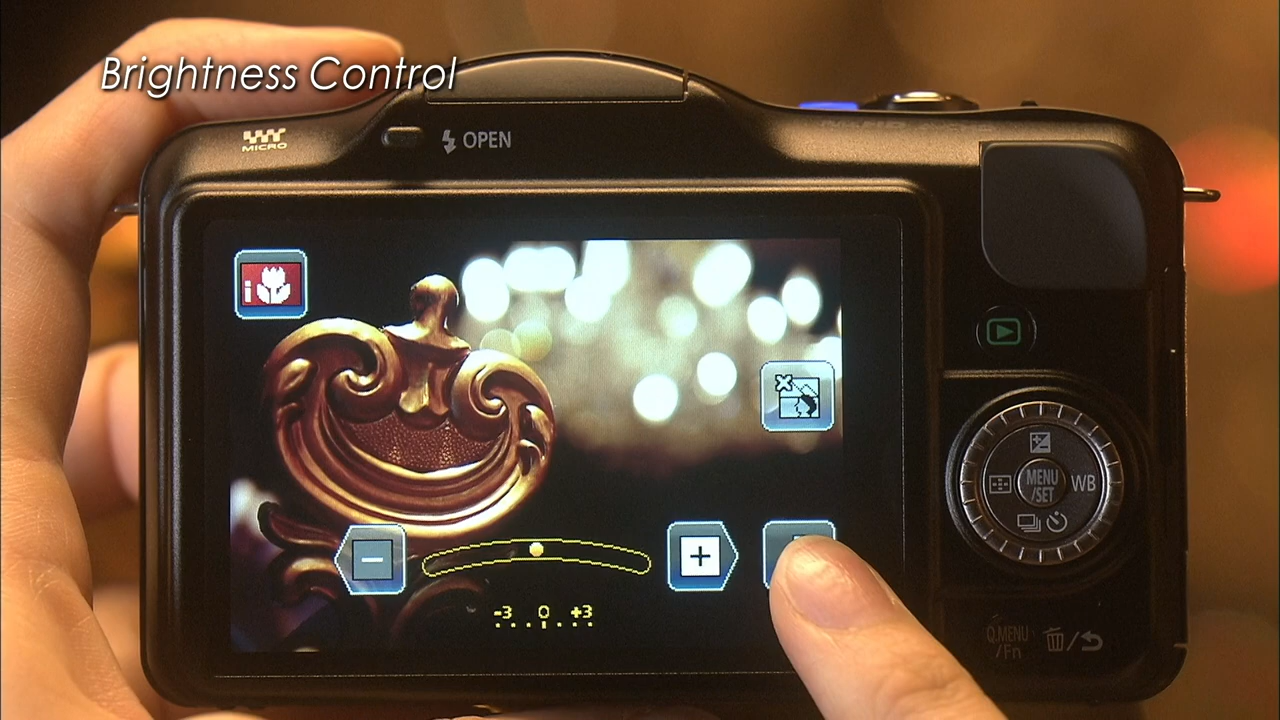 Brightness Control
MICRO
OPEN
i
-3 0 +3
MENU
/SET
WB
Q.MENU
/Fn